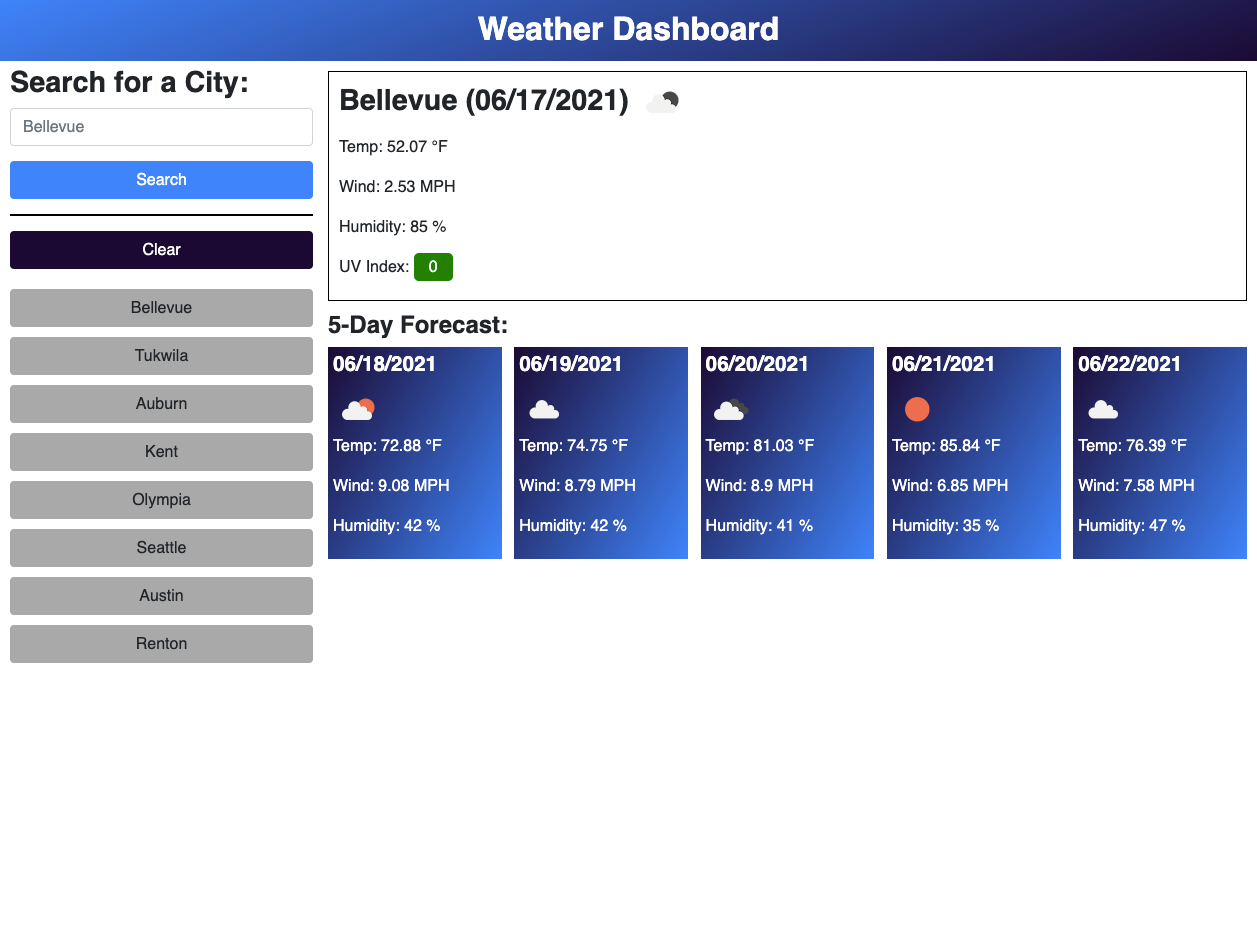 Weather Dashboard
Search for a City:
Bellevue
Search
Clear
Bellevue
Tukwila
Auburn
Kent
Olympia
Seattle
Austin
Renton
Bellevue (06/17/2021)
Temp: 52.07 °F
Wind: 2.53 MPH
Humidity: 85 %
UV Index: 0
5-Day Forecast:
06/18/2021
Temp: 72.88 °F
Wind: 9.08 MPH
Humidity: 42 %
06/19/2021
Temp: 74.75 °F
Wind: 8.79 MPH
Humidity: 42 %
06/20/2021
Temp: 81.03 °F
Wind: 8.9 MPH
Humidity: 41 %
06/21/2021
Temp: 85.84 °F
Wind: 6.85 MPH
Humidity: 35 %
06/22/2021
Temp: 76.39 °F
Wind: 7.58 MPH
Humidity: 47 %